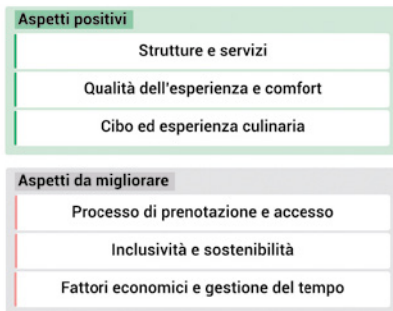 Aspetti positivi
Strutture e servizi
Qualità dell'esperienza e comfort
Cibo ed esperienza culinaria
Aspetti da migliorare
Processo di prenotazione e accesso
Inclusività e sostenibilità
Fattori economici e gestione del tempo